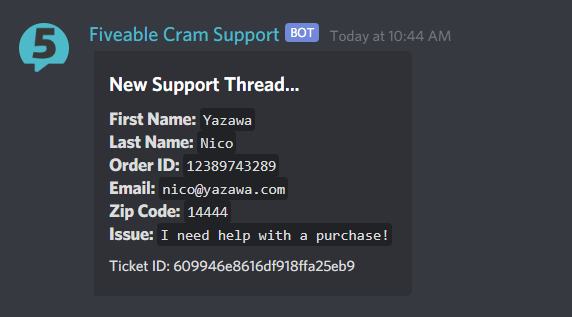 5
Fiveable Cram Support BOT Today at 10:44 AM
New Support Thread...
First Name: Yazawa
Last Name: Nico
Order ID: 12389743289
Email: nico@yazawa.com
Zip Code: 14444
Issue: I need help with a purchase!
Ticket ID: 609946e8616df918ffa25eb9